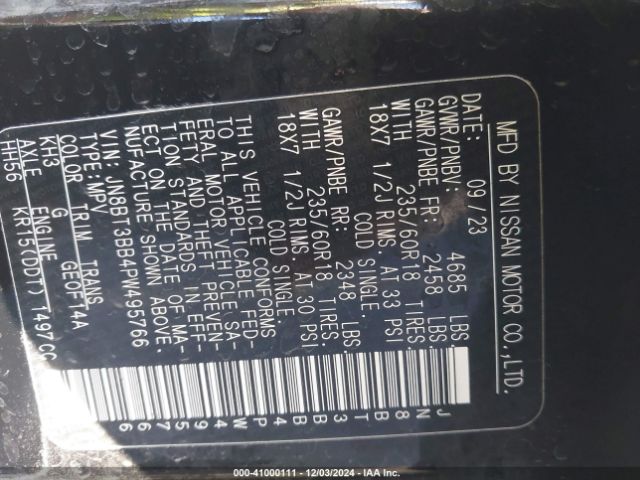 MFD BY NISSAN MOTOR CO.,LTD.
DATE: 09/23
GVWR/PNBV: 4685 LBS
GAWR/PNBE FR: 2458 LBS.
WITH 235/60R18 TIRES.
18X7 1/2J RIMS. AT 33 PSI
COLD SINGLE
GAWR/PNBE RR: 2348 LBS.
WITH 235/60R18 TIRES.
18X7 1/2J RIMS. AT 30 PSI
COLD SINGLE
THIS VEHICLE CONFORMS
TO ALL APPLICABLE FED-
ERAL MOTOR VEHICLE SA-
FETY AND THEFT PREVEN-
TION STANDARDS IN EFF-
ECT ON THE DATE OF MA-
NUFACTURE SHOWN ABOVE.
VIN: JN8BT3BB4PW495766
TYPE: MPV
COLOR TRIM TRANS
KH3 G GE0F14A
AXLE ENGINE
HH56 KR15(DDT) 1497CC
JN8BT3BB4PW495766
000-41000111 - 12/03/2024 - IAA Inc.